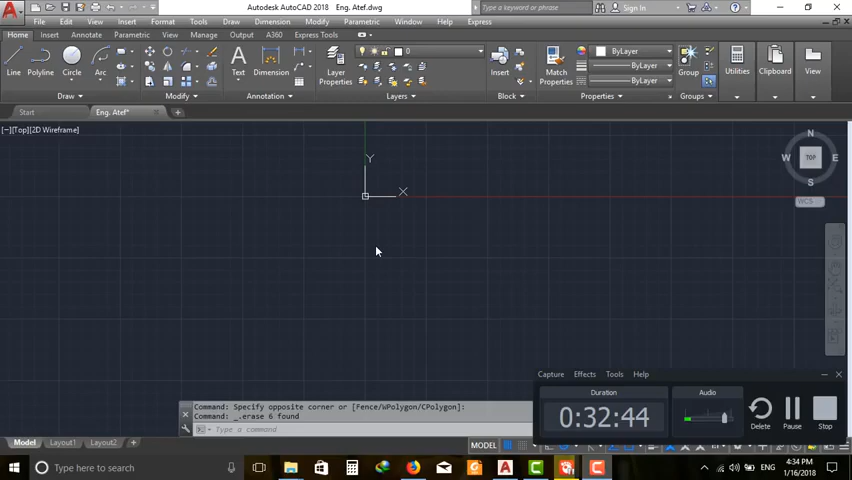 Autodesk AutoCAD 2018 Eng. Atef.dwg
Type a keyword or phrase
Sign In
File Edit View Insert Format Tools Draw Dimension Modify Parametric Window Help Express
Home Insert Annotate Parametric View Manage Output A360 Express Tools
Line Polyline Circle Arc
Text Dimension
Layer Properties
0
Insert
Match Properties
ByLayer
ByLayer
ByLayer
Group
Utilities
Clipboard
View
Draw Modify Annotation Layers Block Properties Groups
Start
Eng. Atef*
[−][Top][2D Wireframe]
Y
X
N
W TOP E
S
WCS
Capture Effects Tools Help
Duration
0:32:44
Audio
Delete
Pause
Stop
Command: Specify opposite corner or [Fence/WPolygon/CPolygon]:
Command: _.erase 6 found
Type a command
Model Layout1 Layout2
MODEL
Type here to search
ENG
4:34 PM
1/16/2018